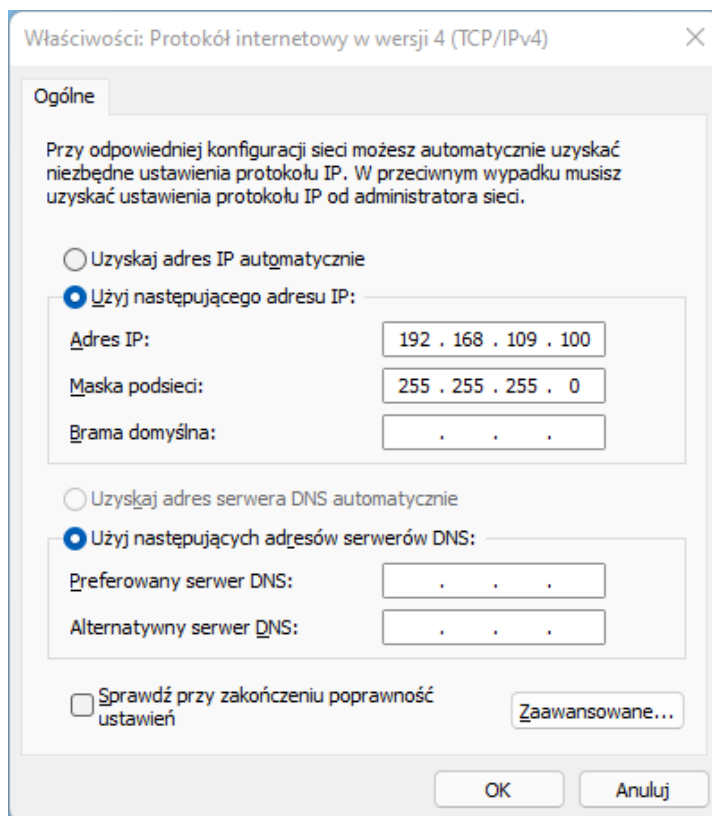 Właściwości: Protokół internetowy w wersji 4 (TCP/IPv4)
Ogólne
Przy odpowiedniej konfiguracji sieci możesz automatycznie uzyskać
niezbędne ustawienia protokołu IP. W przeciwnym wypadku musisz
uzyskać ustawienia protokołu IP od administratora sieci.
Uzyskaj adres IP automatycznie
Użyj następującego adresu IP:
Adres IP: 192 . 168 . 109 . 100
Maska podsieci: 255 . 255 . 255 . 0
Brama domyślna: . . .
Uzyskaj adres serwera DNS automatycznie
Użyj następujących adresów serwerów DNS:
Preferowany serwer DNS: . . .
Alternatywny serwer DNS: . . .
Sprawdź przy zakończeniu poprawność
ustawień
Zaawansowane...
OK Anuluj